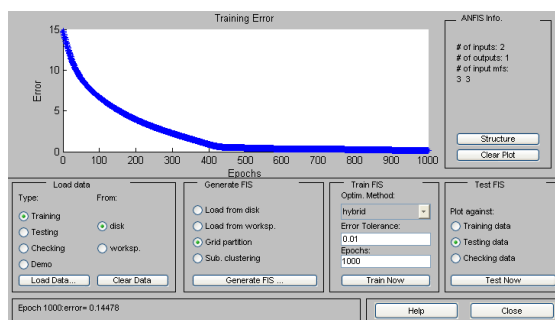 Training Error
15
10
5
0
Error
0 100 200 300 400 500 600 700 800 900 1000
Epochs
ANFIS Info.
# of inputs: 2
# of outputs: 1
# of input mfs:
3 3
Structure
Clear Plot
Load data
Type:
From:
Training
Testing
Checking
Demo
disk
worksp.
Load Data...
Clear Data
Generate FIS
Load from disk
Load from worksp.
Grid partition
Sub. clustering
Generate FIS ...
Train FIS
Optim. Method:
hybrid
Error Tolerance:
0.01
Epochs:
1000
Train Now
Test FIS
Plot against:
Training data
Testing data
Checking data
Test Now
Epoch 1000:error= 0.14478
Help
Close